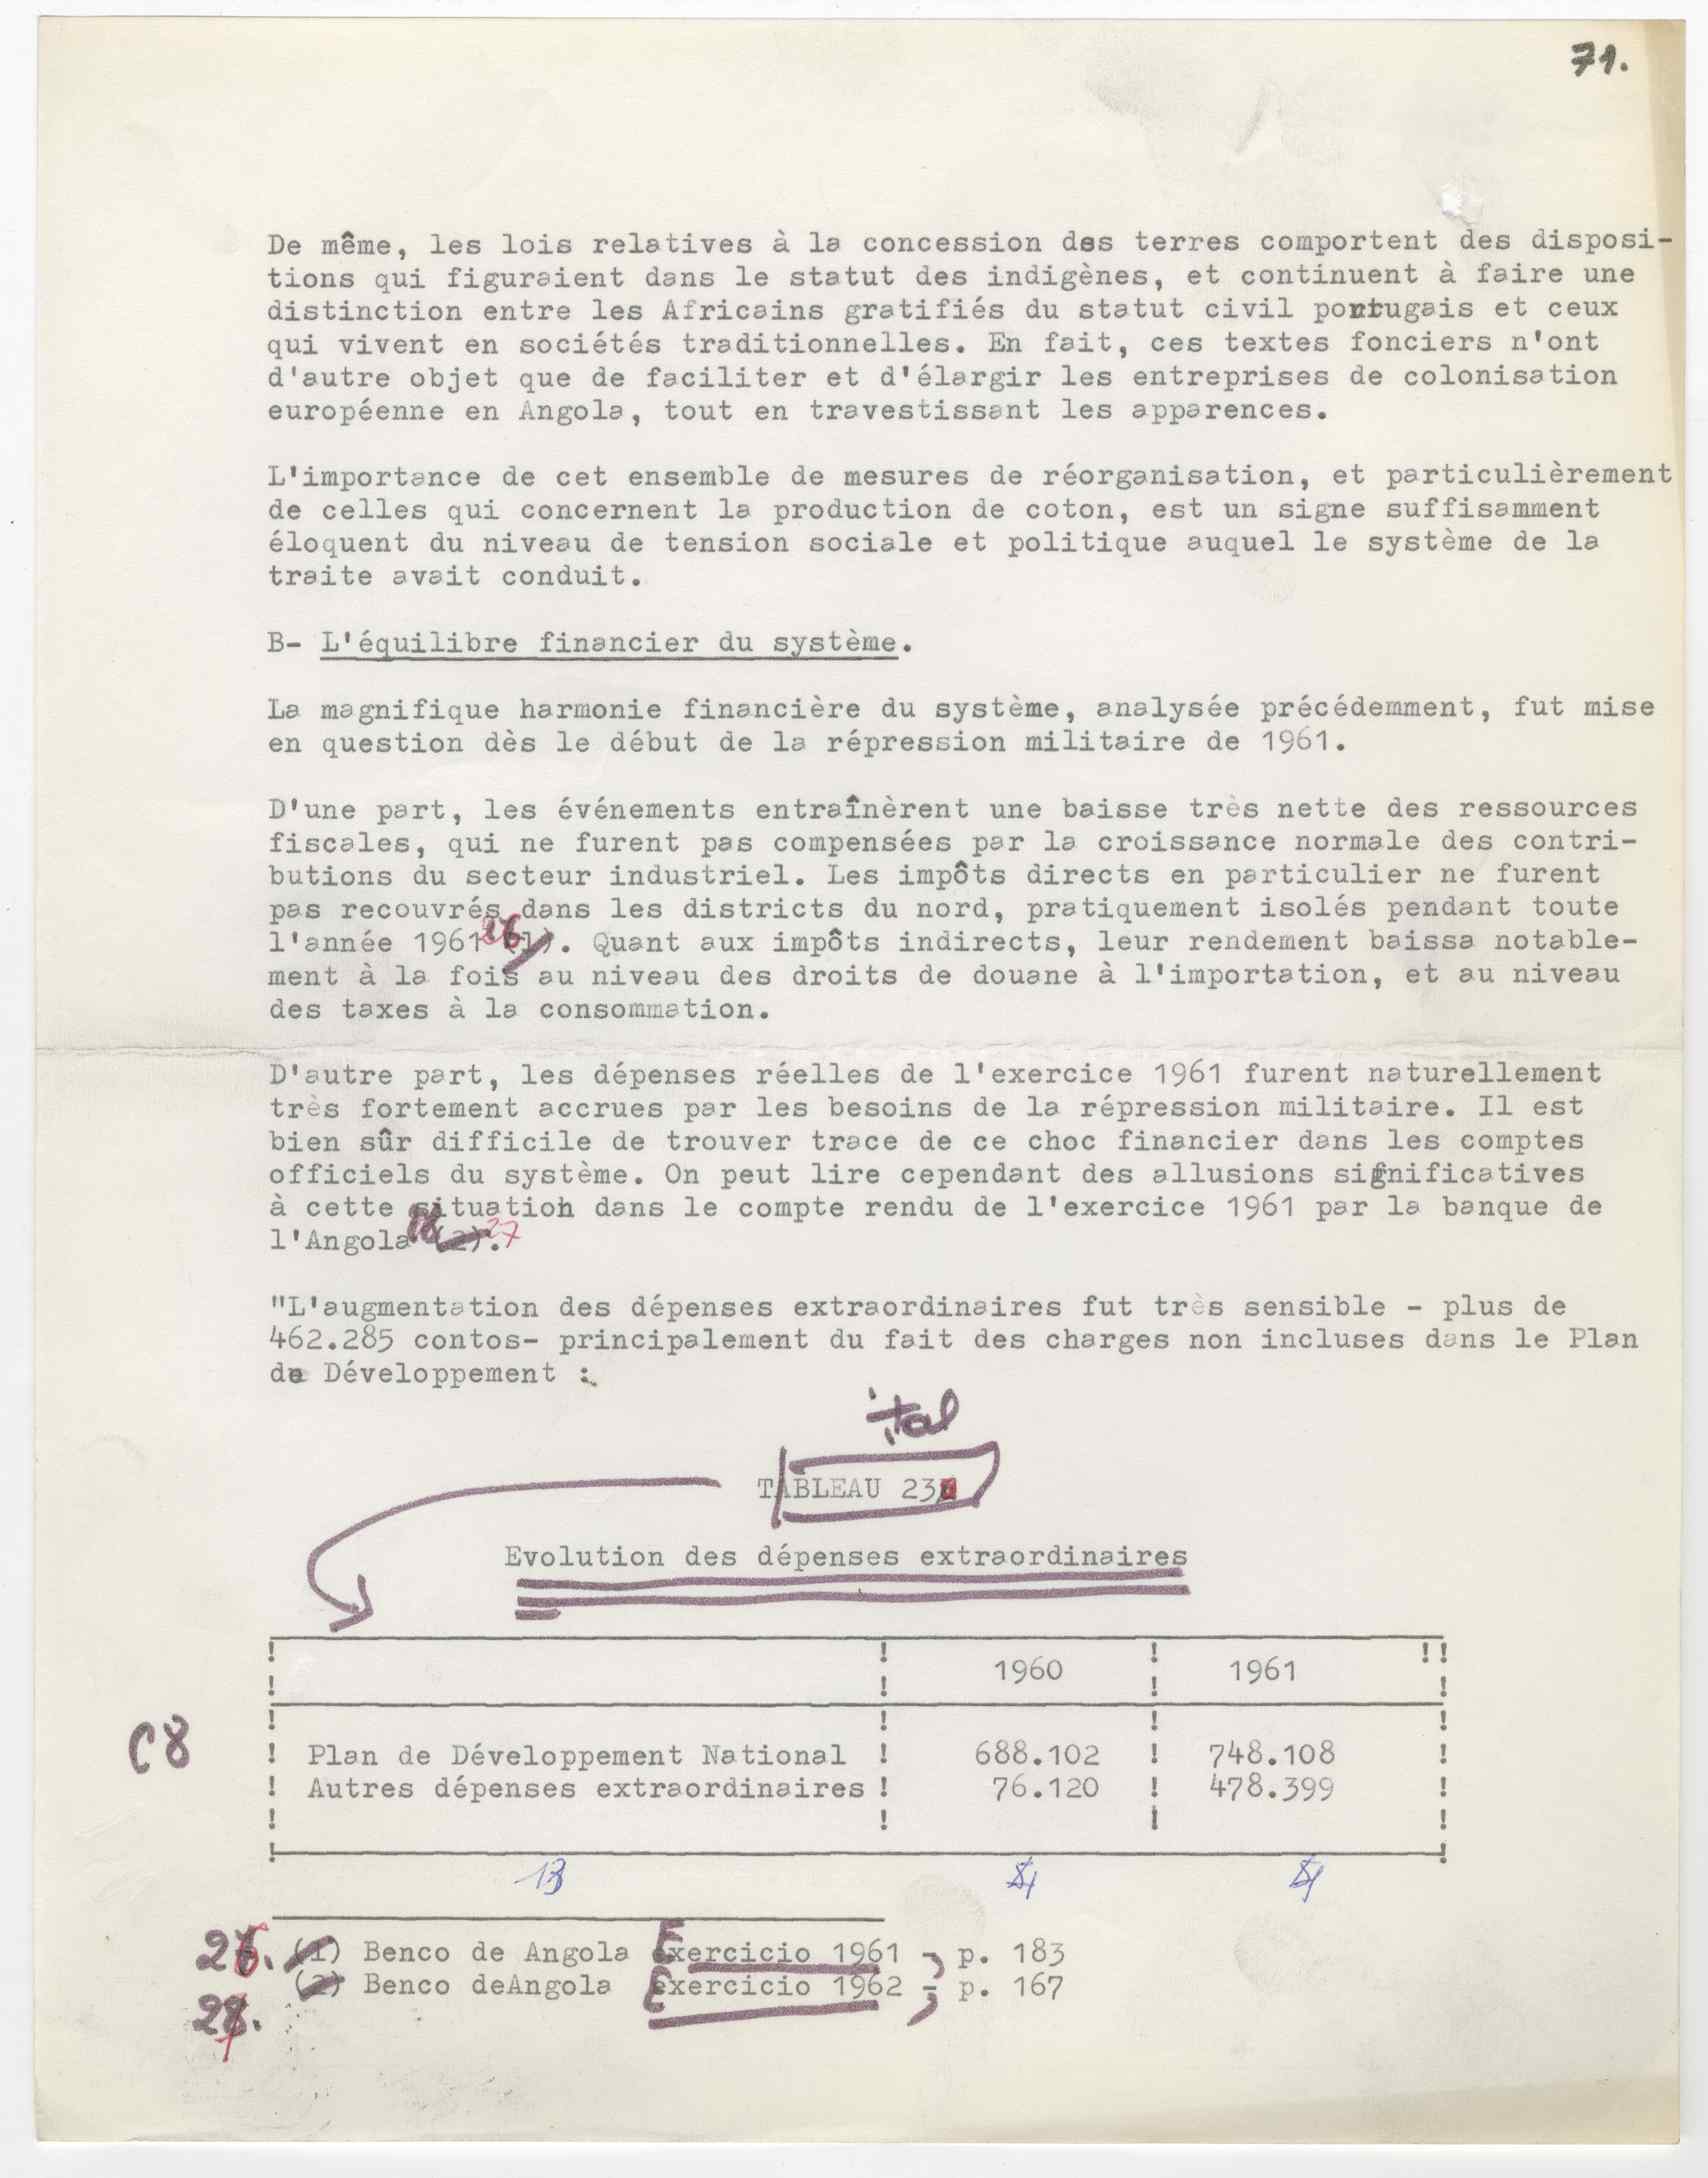 71.
De même, les lois relatives à la concession des terres comportent des disposi-
tions qui figuraient dans le statut des indigènes, et continuent à faire une
distinction entre les Africains gratifiés du statut civil portugais et ceux
qui vivent en sociétés traditionnelles. En fait, ces textes fonciers n'ont
d'autre objet que de faciliter et d'élargir les entreprises de colonisation
européenne en Angola, tout en travestissant les apparences.
L'importance de cet ensemble de mesures de réorganisation, et particulièrement
de celles qui concernent la production de coton, est un signe suffisamment
éloquent du niveau de tension sociale et politique auquel le système de la
traite avait conduit.
B- L'équilibre financier du système.
La magnifique harmonie financière du système, analysée précédemment, fut mise
en question dès le début de la répression militaire de 1961.
D'une part, les événements entraînèrent une baisse très nette des ressources
fiscales, qui ne furent pas compensées par la croissance normale des contri-
butions du secteur industriel. Les impôts directs en particulier ne furent
pas recouvrés dans les districts du nord, pratiquement isolés pendant toute
l'année 1961 26 (1). Quant aux impôts indirects, leur rendement baissa notable-
ment à la fois au niveau des droits de douane à l'importation, et au niveau
des taxes à la consommation.
D'autre part, les dépenses réelles de l'exercice 1961 furent naturellement
très fortement accrues par les besoins de la répression militaire. Il est
bien sûr difficile de trouver trace de ce choc financier dans les comptes
officiels du système. On peut lire cependant des allusions significatives
à cette situation dans le compte rendu de l'exercice 1961 par la banque de
l'Angola (2). 27
"L'augmentation des dépenses extraordinaires fut très sensible - plus de
462.285 contos- principalement du fait des charges non incluses dans le Plan
de Développement :
ital
TABLEAU 23
Evolution des dépenses extraordinaires
1960 1961
C8
Plan de Développement National 688.102 748.108
Autres dépenses extraordinaires 76.120 478.399
13
26. (1) Benco de Angola Exercicio 1961 , p. 183
(2) Benco deAngola Exercicio 1962 , p. 167
27.